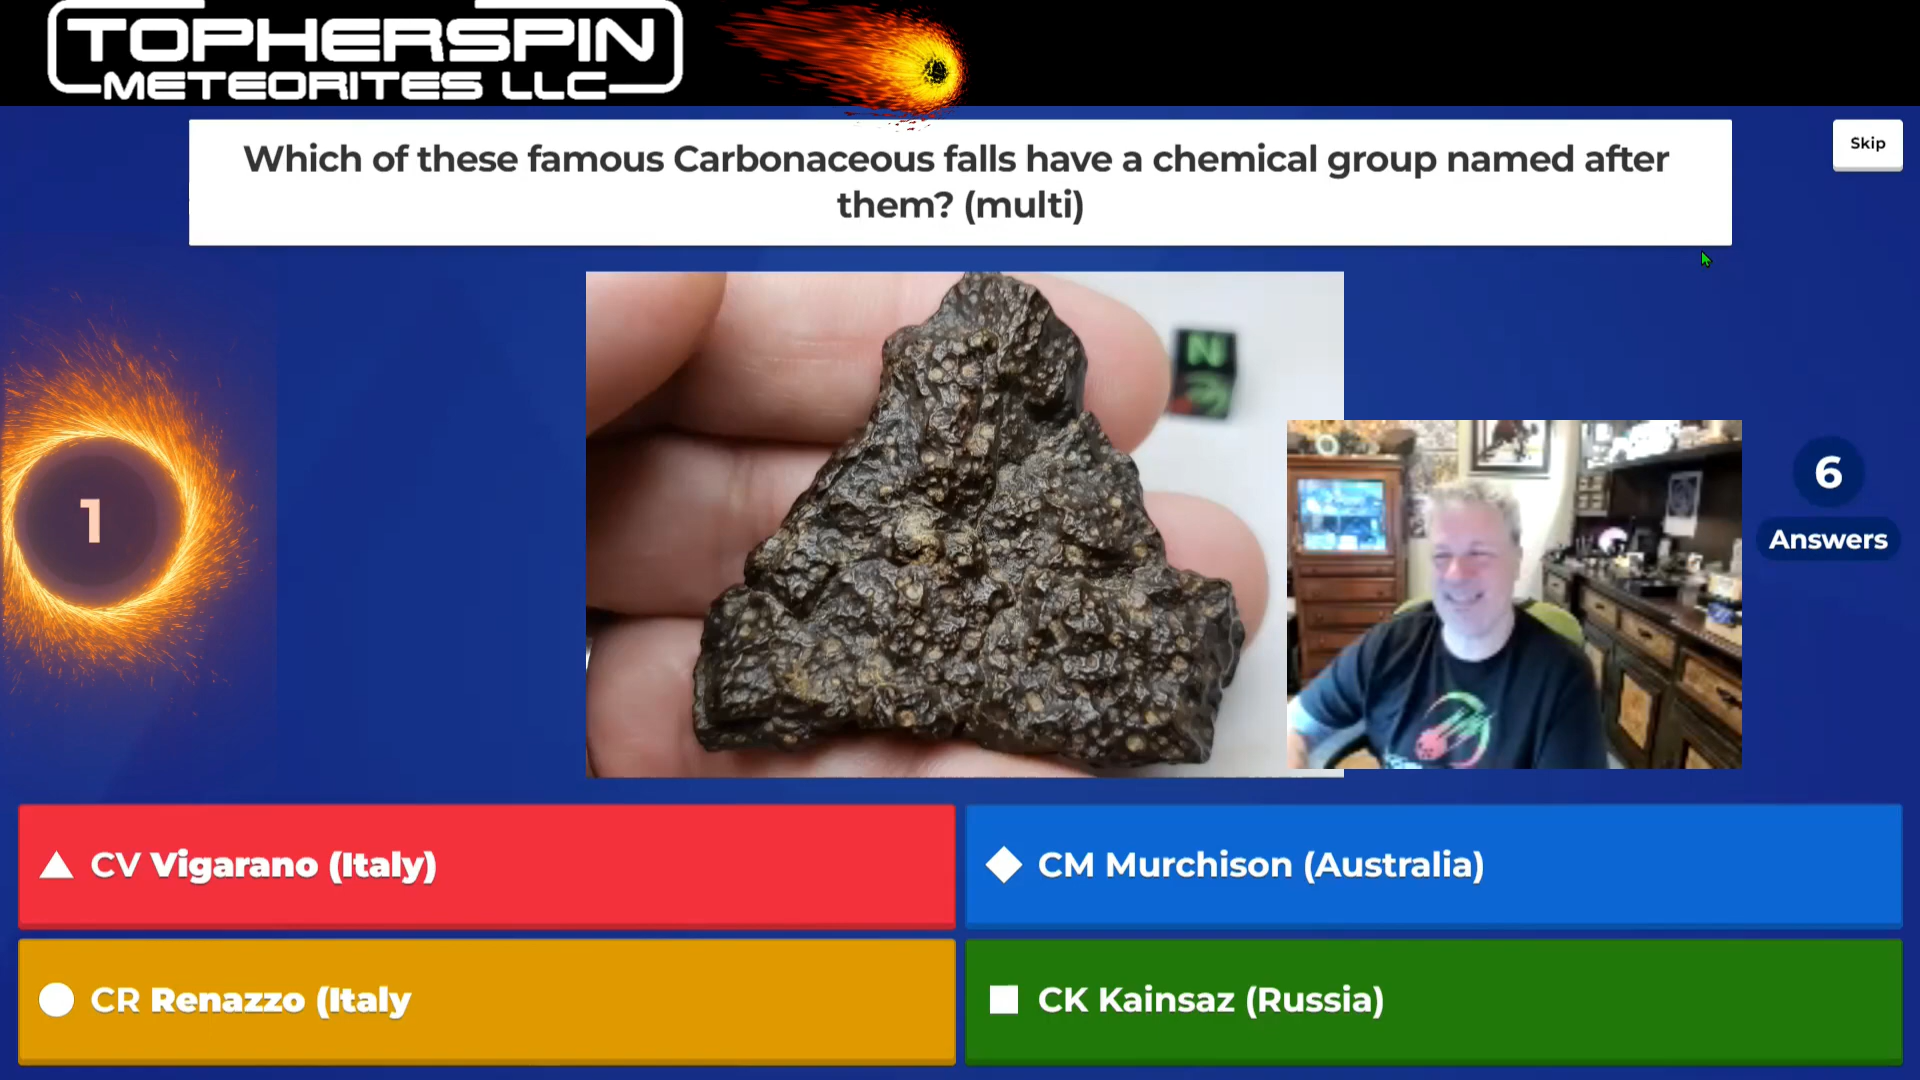 TOPHERSPIN
METEORITES LLC
Which of these famous Carbonaceous falls have a chemical group named after
them? (multi)
Skip
N
1
6
Answers
CV Vigarano (Italy)
CM Murchison (Australia)
CR Renazzo (Italy
CK Kainsaz (Russia)